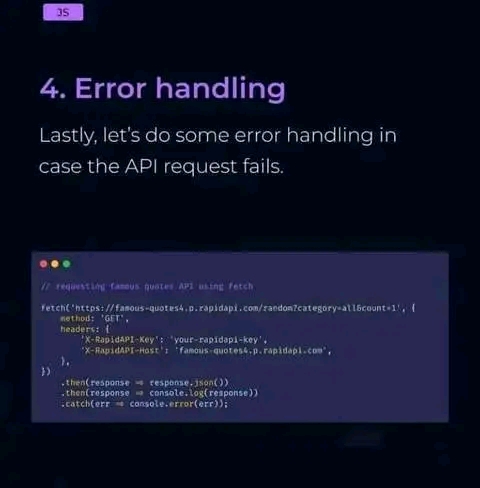 JS
4. Error handling
Lastly, let's do some error handling in
case the API request fails.
// requesting famous quotes API using fetch
fetch('https://famous-quotes4.p.rapidapi.com/random?category=all&count=1', {
    method: 'GET',
    headers: {
        'X-RapidAPI-Key': 'your-rapidapi-key',
        'X-RapidAPI-Host': 'famous-quotes4.p.rapidapi.com',
    },
})
    .then(response => response.json())
    .then(response => console.log(response))
    .catch(err => console.error(err));